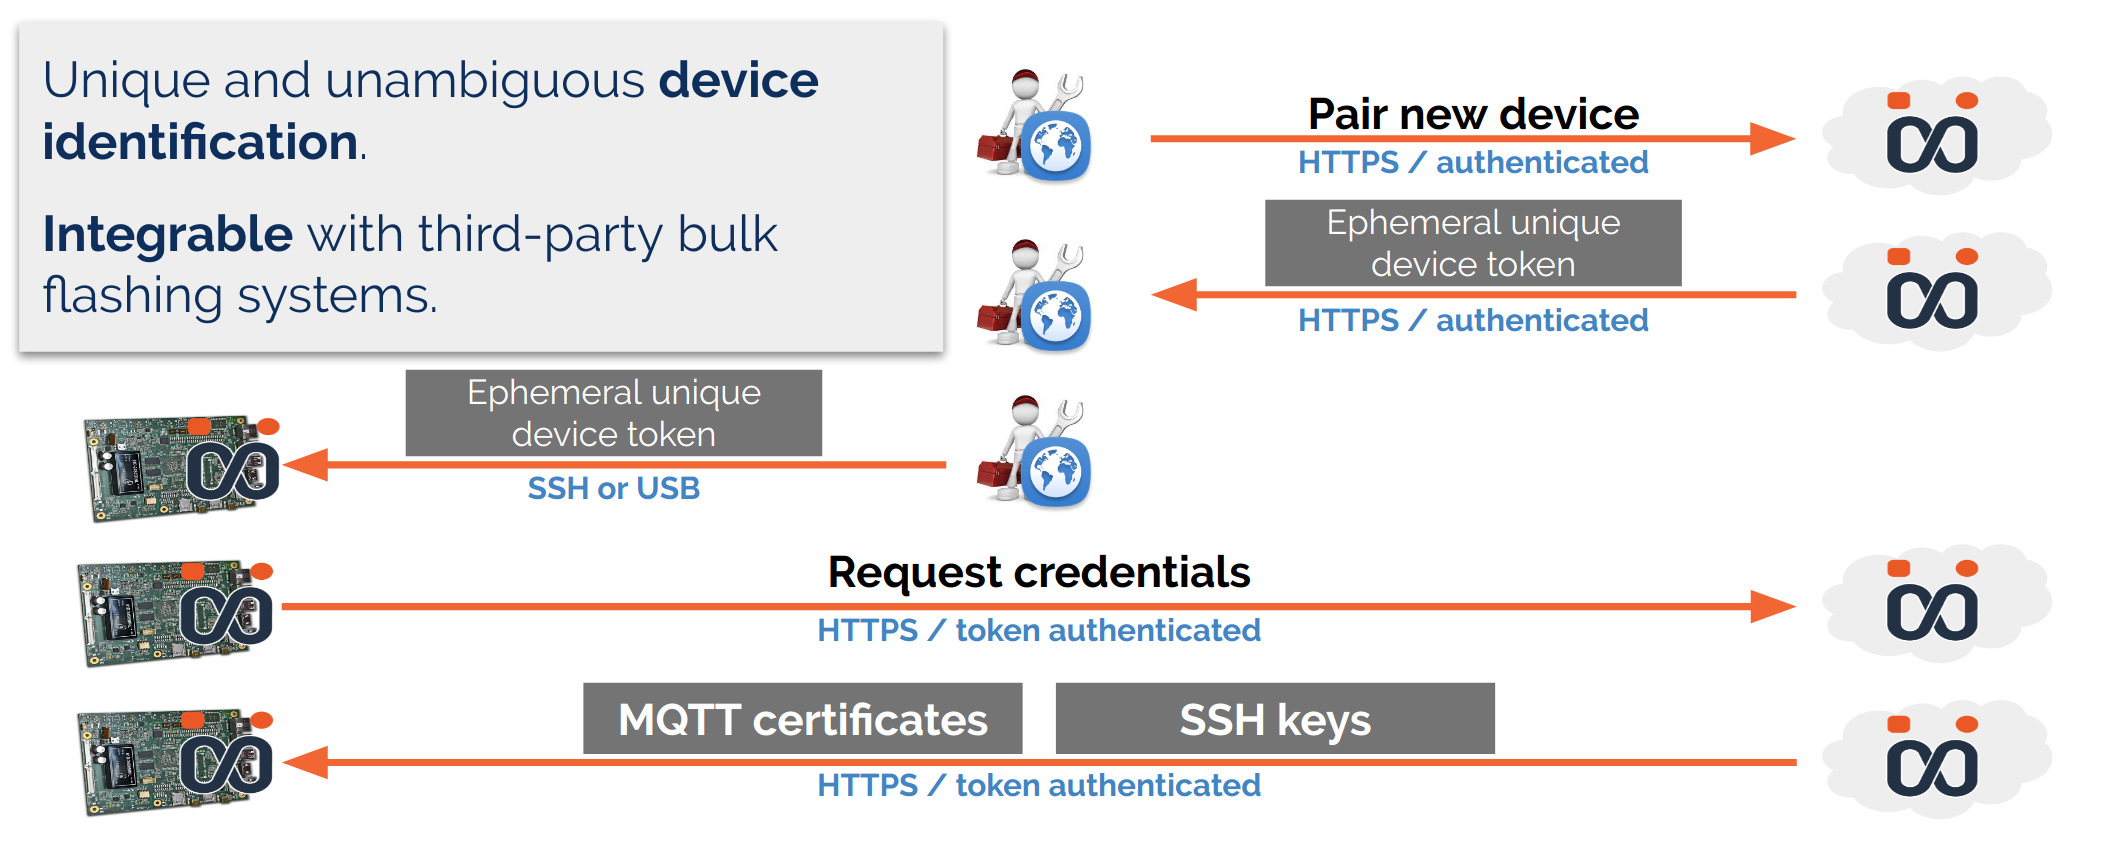 Unique and unambiguous device
identification.
Integrable with third-party bulk
flashing systems.
Pair new device
HTTPS / authenticated
Ephemeral unique
device token
HTTPS / authenticated
Ephemeral unique
device token
SSH or USB
Request credentials
HTTPS / token authenticated
MQTT certificates
SSH keys
HTTPS / token authenticated